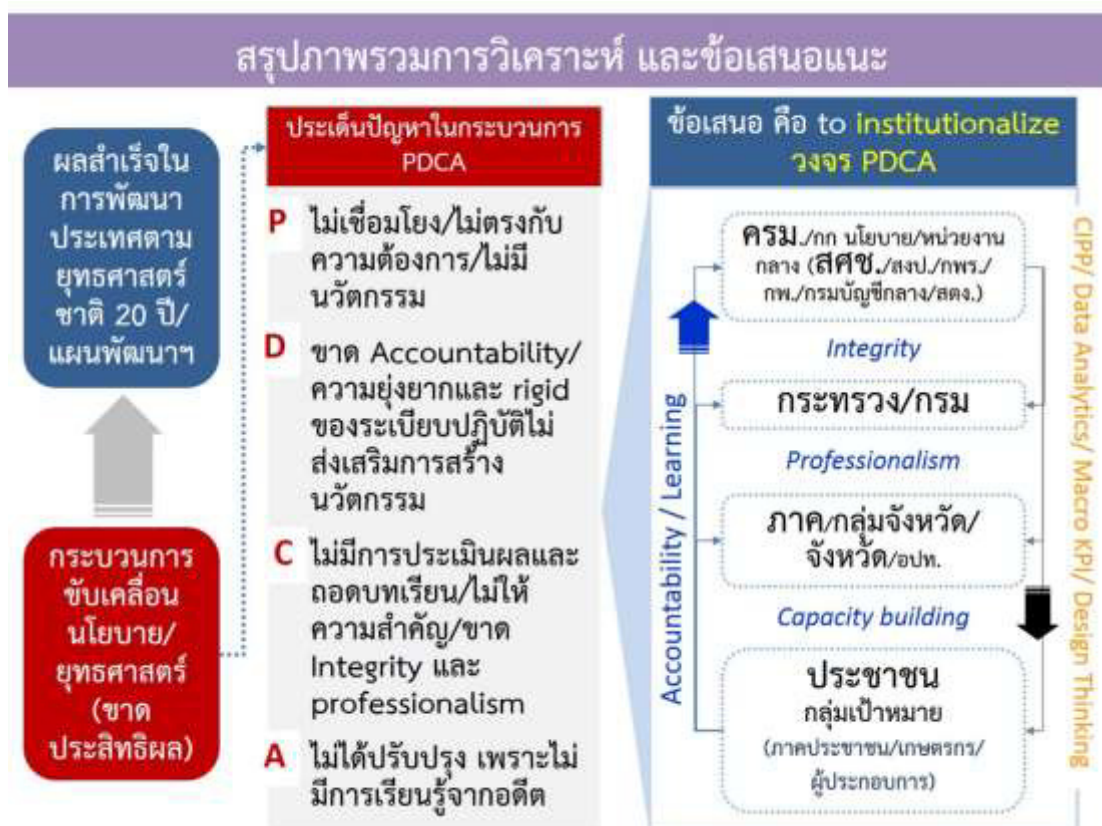 สรุปภาพรวมการวิเคราะห์ และข้อเสนอแนะ
ผลสำเร็จใน
การพัฒนา
ประเทศตาม
ยุทธศาสตร์
ชาติ 20 ปี/
แผนพัฒนาฯ
กระบวนการ
ขับเคลื่อน
นโยบาย/
ยุทธศาสตร์
(ขาด
ประสิทธิผล)
ประเด็นปัญหาในกระบวนการ
PDCA
P ไม่เชื่อมโยง/ไม่ตรงกับ
ความต้องการ/ไม่มี
นวัตกรรม
D ขาด Accountability/
ความยุ่งยากและ rigid
ของระเบียบปฏิบัติไม่
ส่งเสริมการสร้าง
นวัตกรรม
C ไม่มีการประเมินผลและ
ถอดบทเรียน/ไม่ให้
ความสำคัญ/ขาด
Integrity และ
professionalism
A ไม่ได้ปรับปรุง เพราะไม่
มีการเรียนรู้จากอดีต
ข้อเสนอ คือ to institutionalize
วงจร PDCA
ครม./กก นโยบาย/หน่วยงาน
กลาง (สศช./สงป./กพร./
กพ./กรมบัญชีกลาง/สตง.)
Integrity
กระทรวง/กรม
Professionalism
ภาค/กลุ่มจังหวัด/
จังหวัด/อปท.
Capacity building
ประชาชน
กลุ่มเป้าหมาย
(ภาคประชาชน/เกษตรกร/
ผู้ประกอบการ)
Accountability / Learning
CIPP/ Data Analytics/ Macro KPI/ Design Thinking